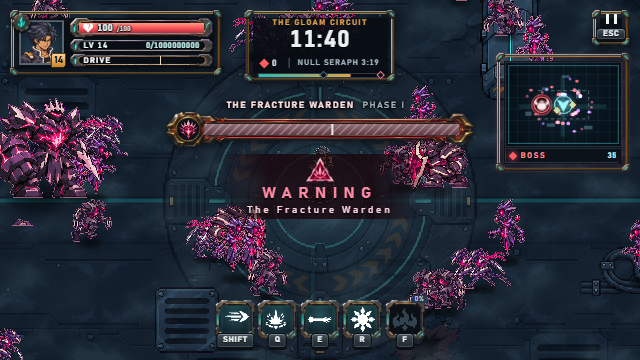 100 /100
LV 14
0/1000000000
14
DRIVE
THE GLOAM CIRCUIT
11:40
0
NULL SERAPH 3:19
ESC
THE FRACTURE WARDEN PHASE I
BOSS
35
WARNING
The Fracture Warden
0%
SHIFT
Q
E
R
F